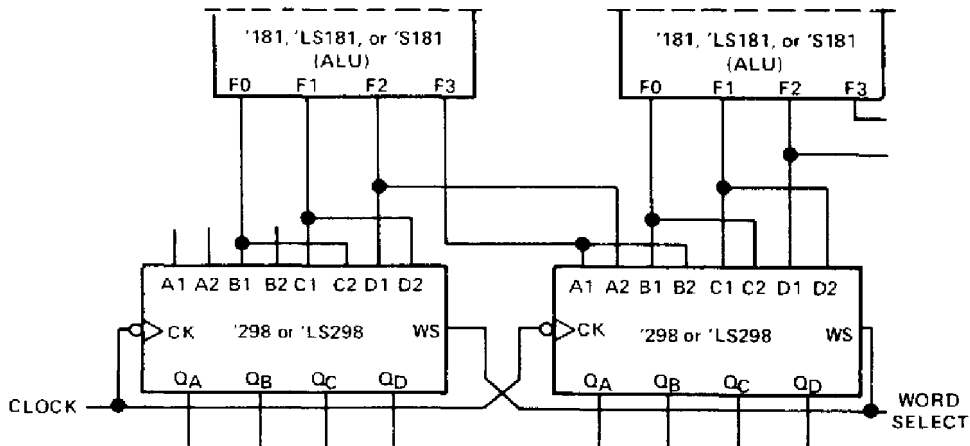 '181, 'LS181, or 'S181
(ALU)
F0 F1 F2 F3
'181, 'LS181, or 'S181
(ALU)
F0 F1 F2 F3
A1 A2 B1 B2 C1 C2 D1 D2
CK '298 or 'LS298 WS
QA QB QC QD
A1 A2 B1 B2 C1 C2 D1 D2
CK '298 or 'LS298 WS
QA QB QC QD
CLOCK
WORD
SELECT